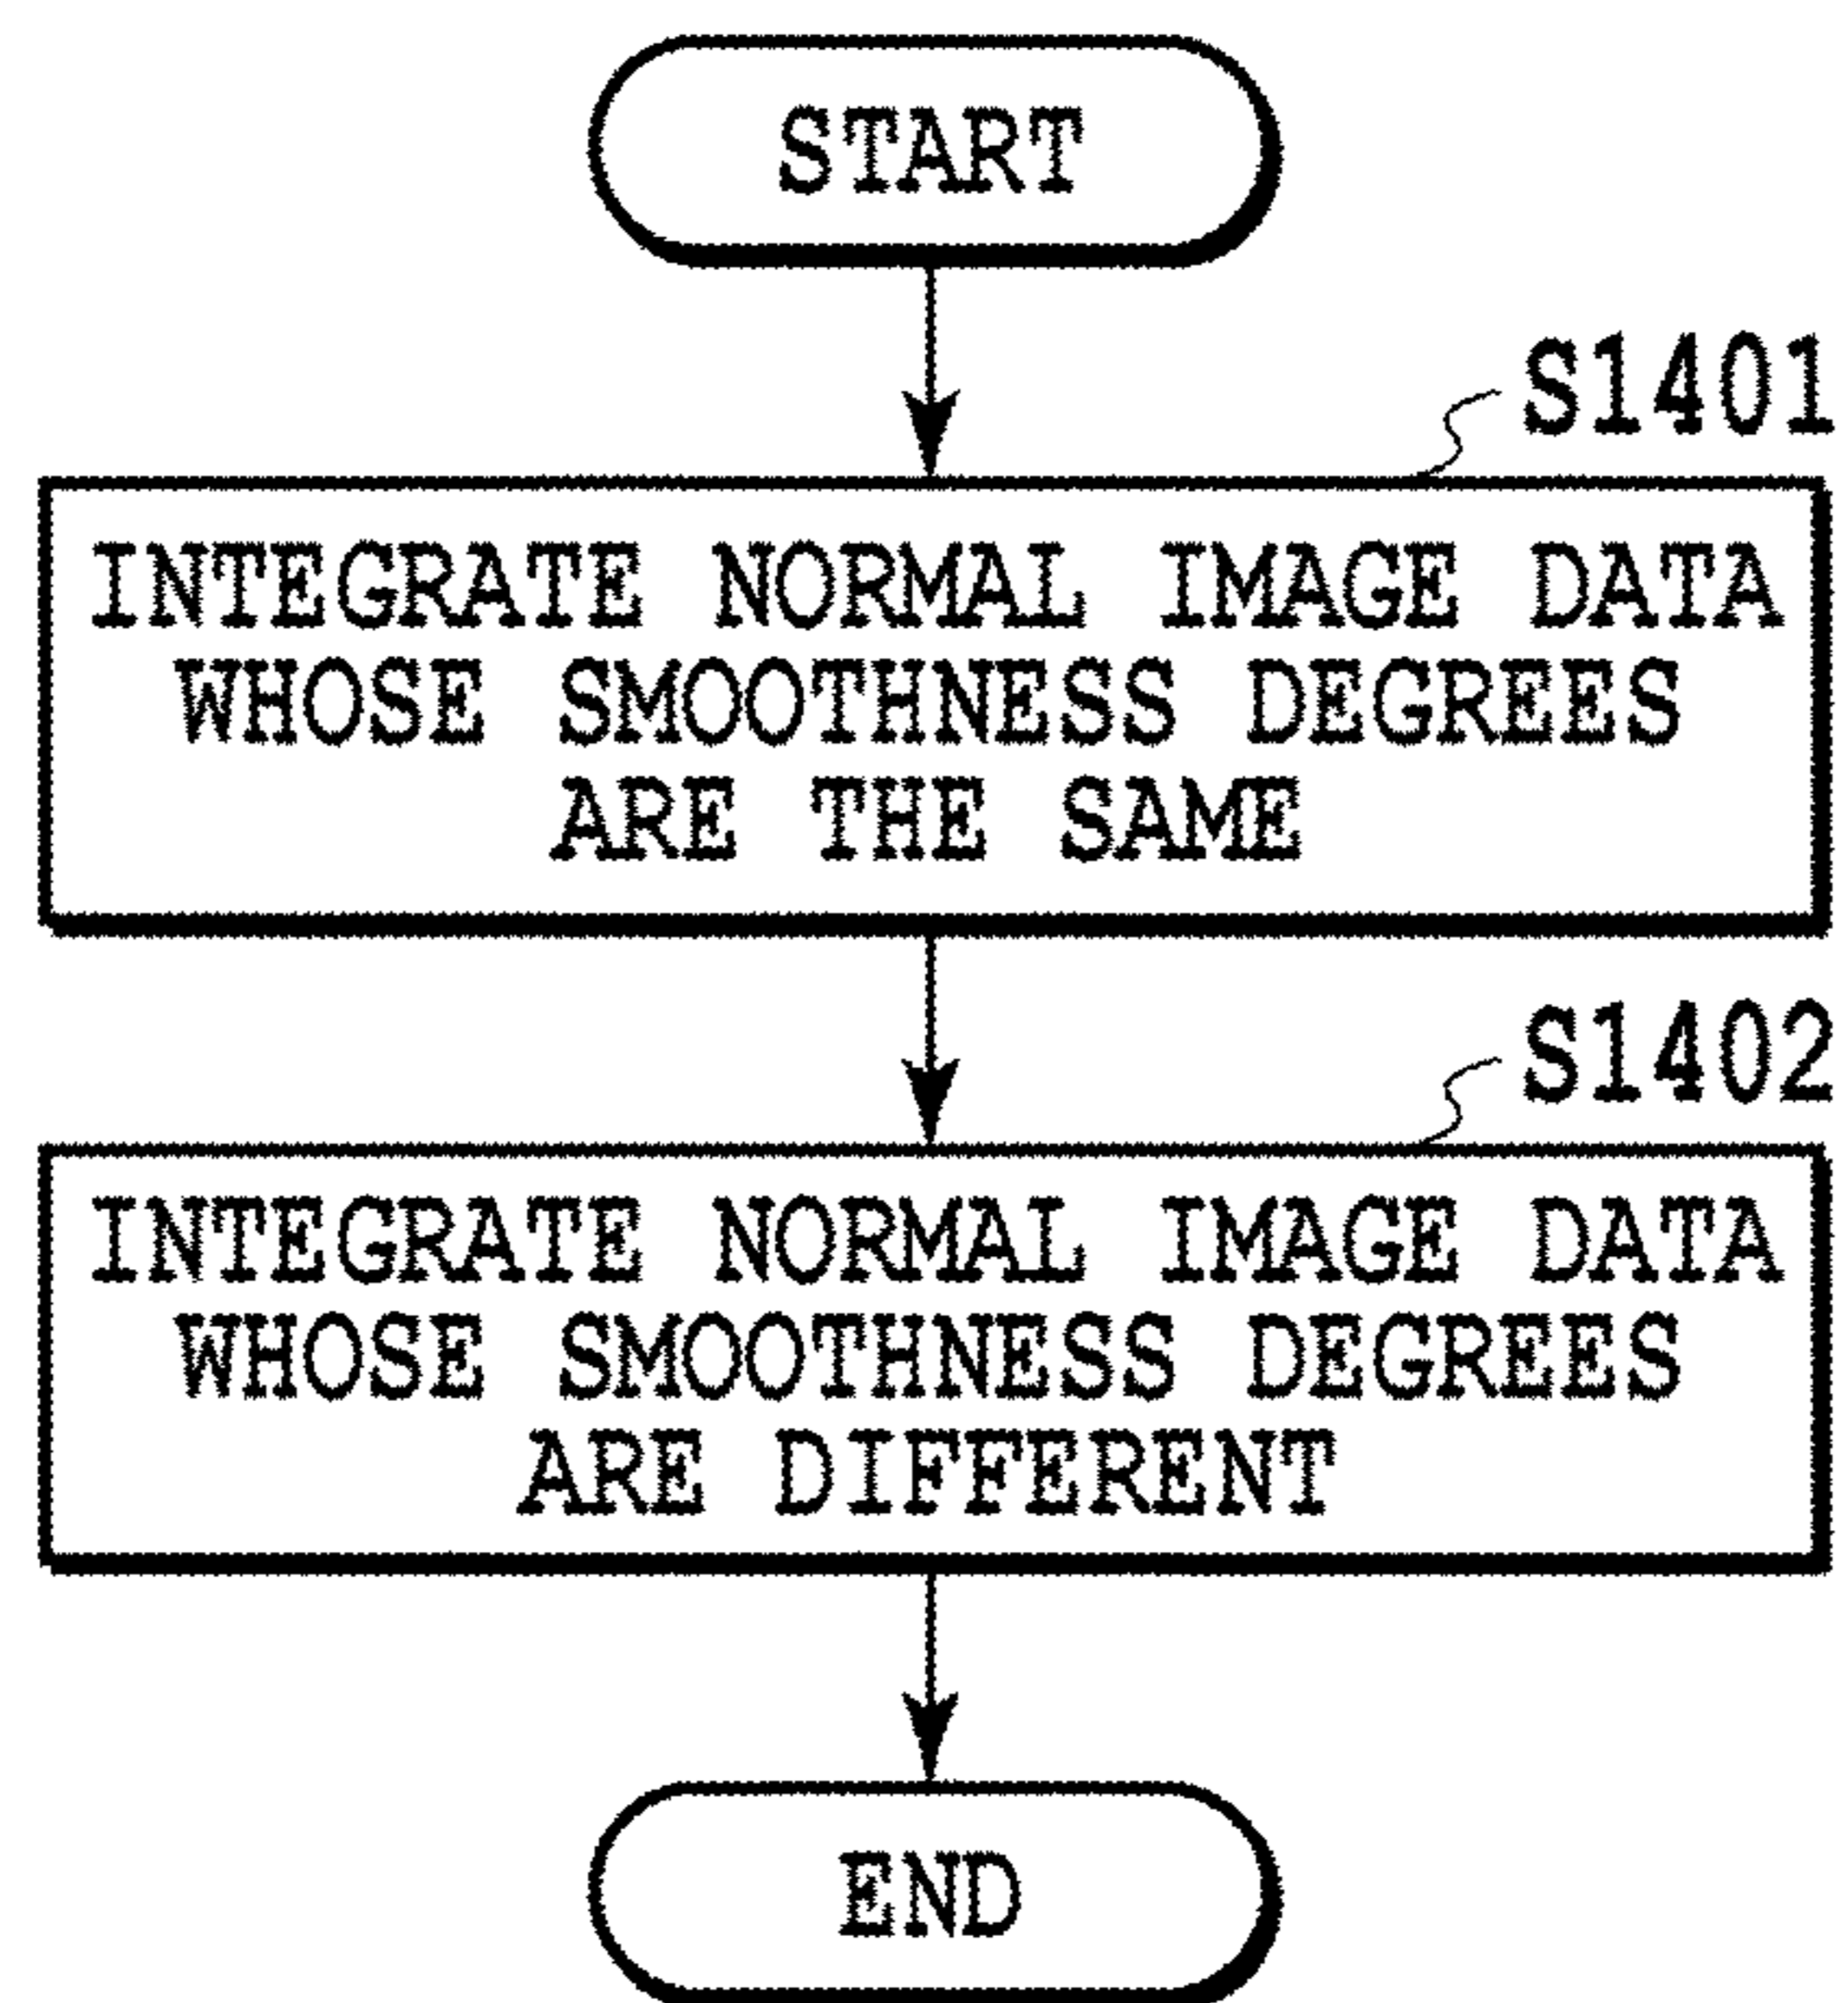 START
S1401
INTEGRATE NORMAL IMAGE DATA
WHOSE SMOOTHNESS DEGREES
ARE THE SAME
S1402
INTEGRATE NORMAL IMAGE DATA
WHOSE SMOOTHNESS DEGREES
ARE DIFFERENT
END